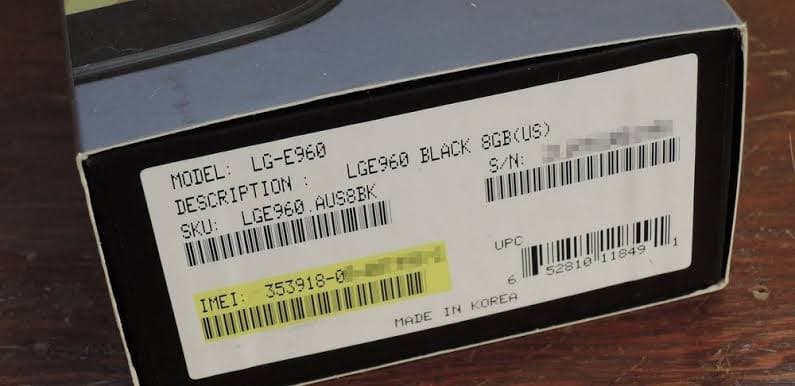 MODEL: LG-E960
DESCRIPTION : LGE960 BLACK 8GB(US)
SKU: LGE960.AUS8BK
S/N:
IMEI: 353918-0
UPC
6 52810 11849 1
MADE IN KOREA